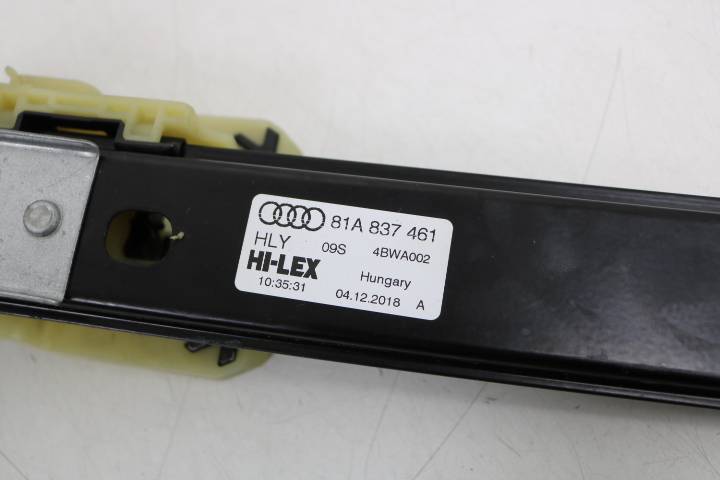 81A 837 461
HLY 09S 4BWA002
HI-LEX Hungary
10:35:31 04.12.2018 A